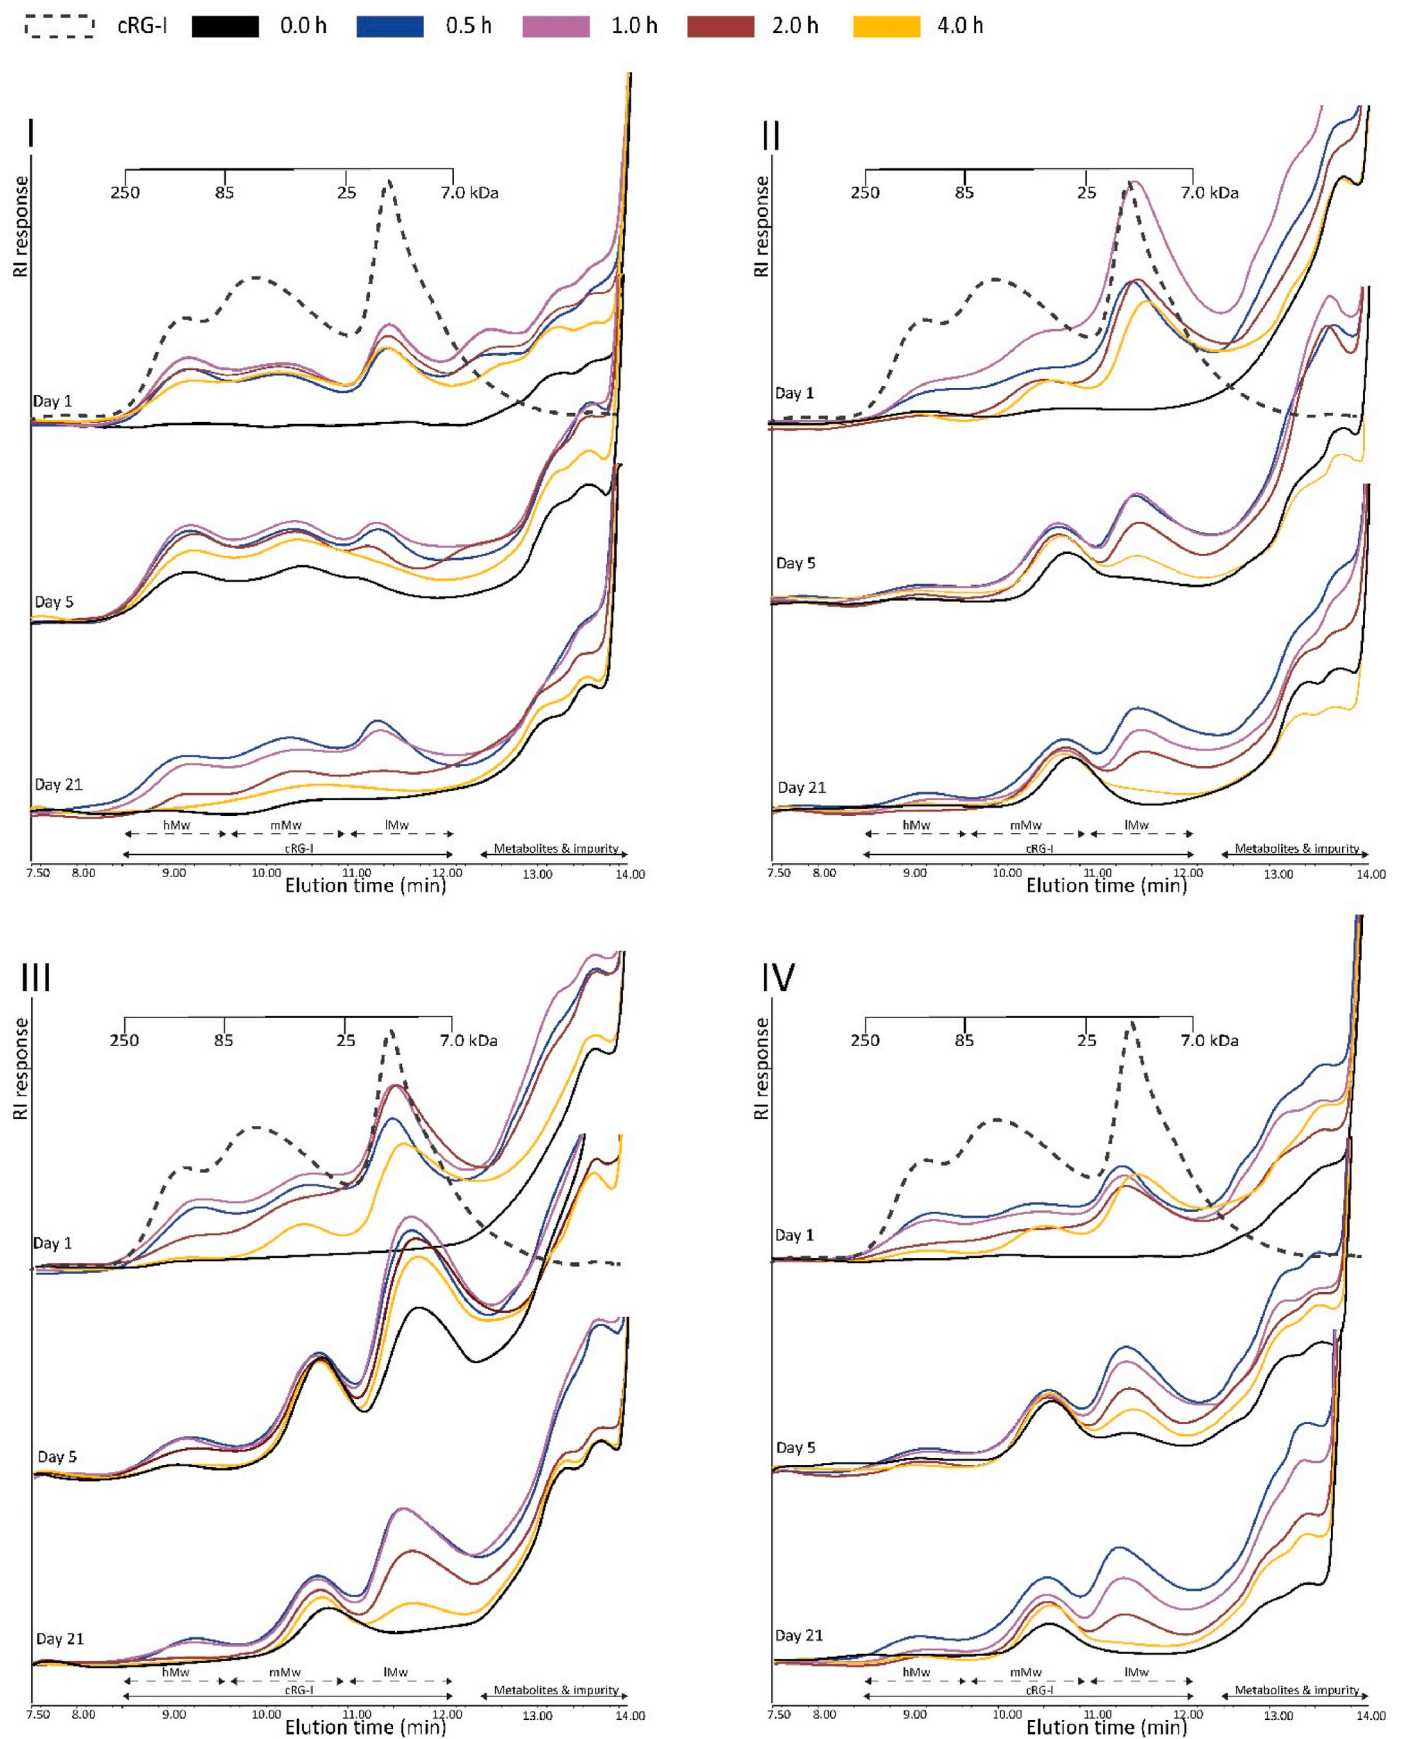 cRG-I 0.0 h 0.5 h 1.0 h 2.0 h 4.0 h
I
RI response
250 85 25 7.0 kDa
Day 1
Day 5
Day 21
hMw mMw lMw
cRG-I Metabolites & impurity
7.50 8.00 9.00 10.00 11.00 12.00 13.00 14.00
Elution time (min)
II
RI response
250 85 25 7.0 kDa
Day 1
Day 5
Day 21
hMw mMw lMw
cRG-I Metabolites & impurity
7.50 8.00 9.00 10.00 11.00 12.00 13.00 14.00
Elution time (min)
III
RI response
250 85 25 7.0 kDa
Day 1
Day 5
Day 21
hMw mMw lMw
cRG-I Metabolites & impurity
7.50 8.00 9.00 10.00 11.00 12.00 13.00 14.00
Elution time (min)
IV
RI response
250 85 25 7.0 kDa
Day 1
Day 5
Day 21
hMw mMw lMw
cRG-I Metabolites & impurity
7.50 8.00 9.00 10.00 11.00 12.00 13.00 14.00
Elution time (min)